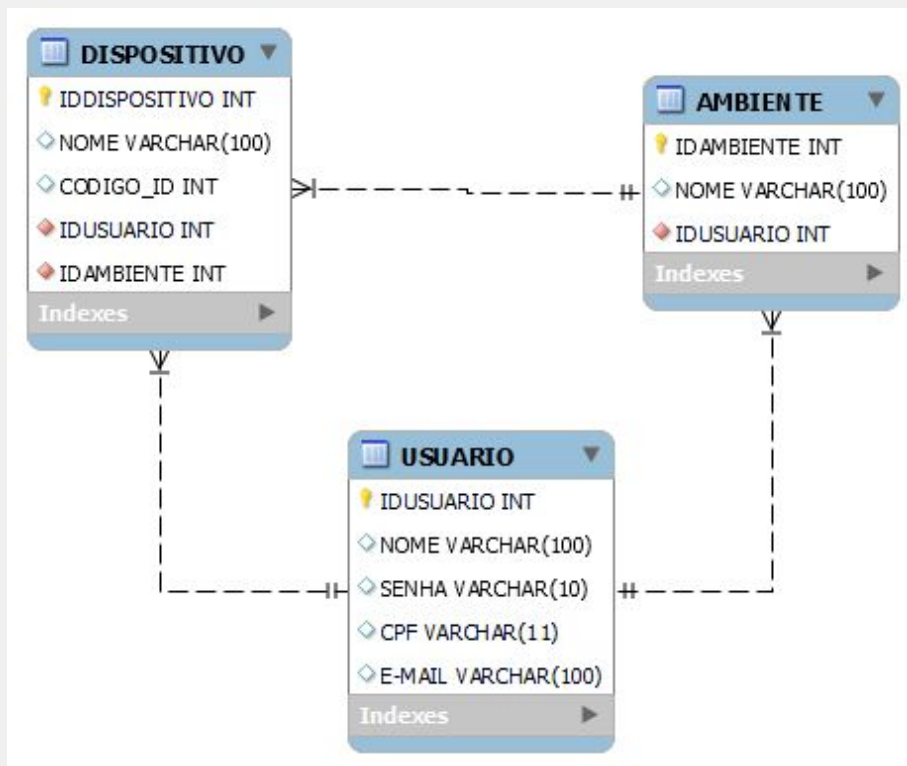 DISPOSITIVO
IDDISPOSITIVO INT
NOME VARCHAR(100)
CODIGO_ID INT
IDUSUARIO INT
IDAMBIENTE INT
Indexes
AMBIENTE
IDAMBIENTE INT
NOME VARCHAR(100)
IDUSUARIO INT
Indexes
USUARIO
IDUSUARIO INT
NOME VARCHAR(100)
SENHA VARCHAR(10)
CPF VARCHAR(11)
E-MAIL VARCHAR(100)
Indexes